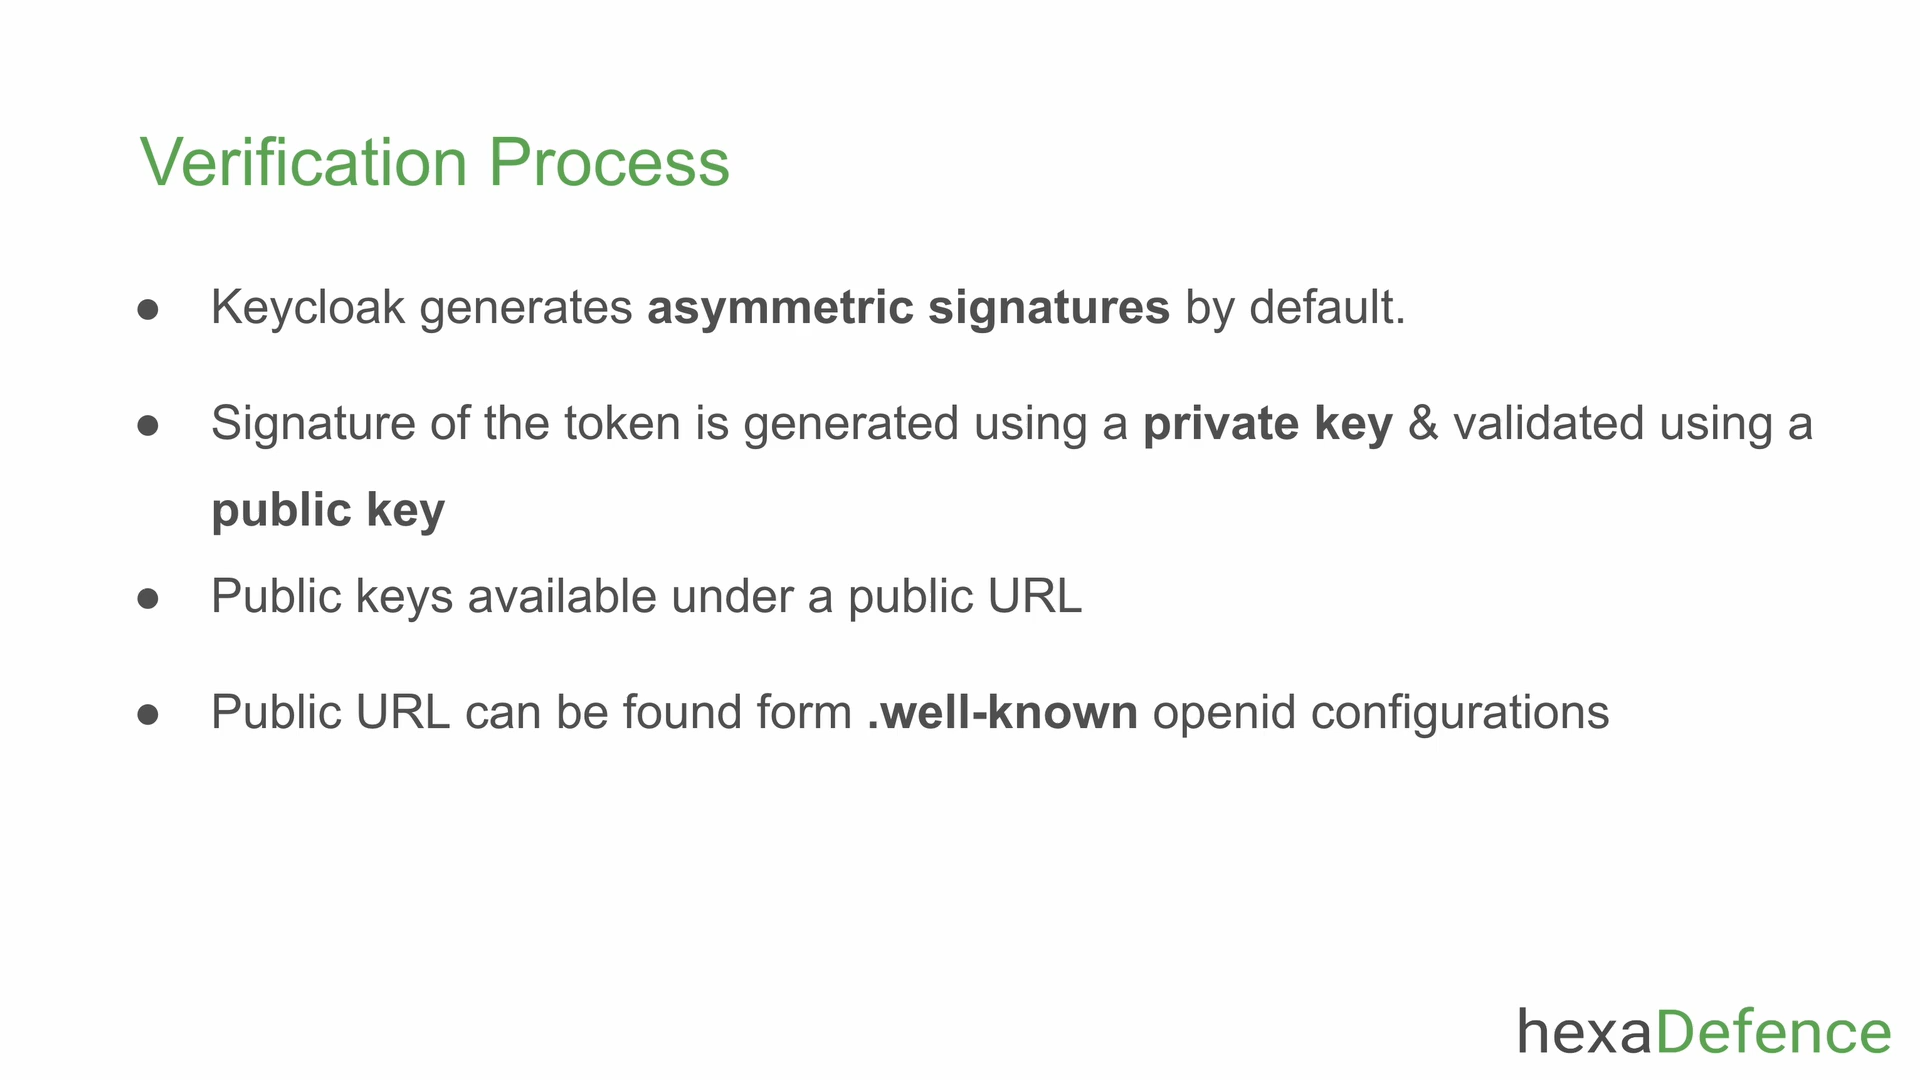 Verification Process
● Keycloak generates asymmetric signatures by default.
● Signature of the token is generated using a private key & validated using a
public key
● Public keys available under a public URL
● Public URL can be found form .well-known openid configurations
hexaDefence